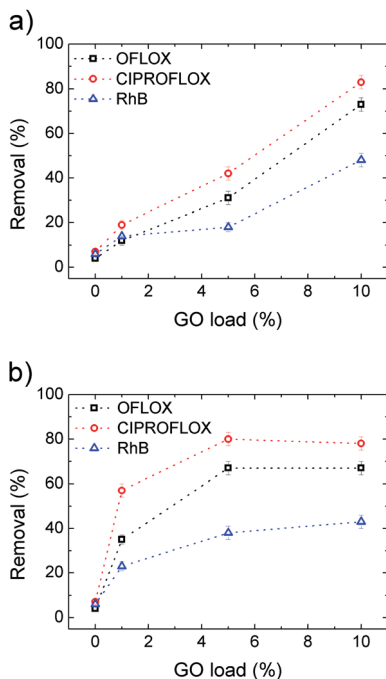 a)
100
80
60
40
20
0
Removal (%)
OFLOX
CIPROFLOX
RhB
0 2 4 6 8 10
GO load (%)
b)
100
80
60
40
20
0
Removal (%)
OFLOX
CIPROFLOX
RhB
0 2 4 6 8 10
GO load (%)